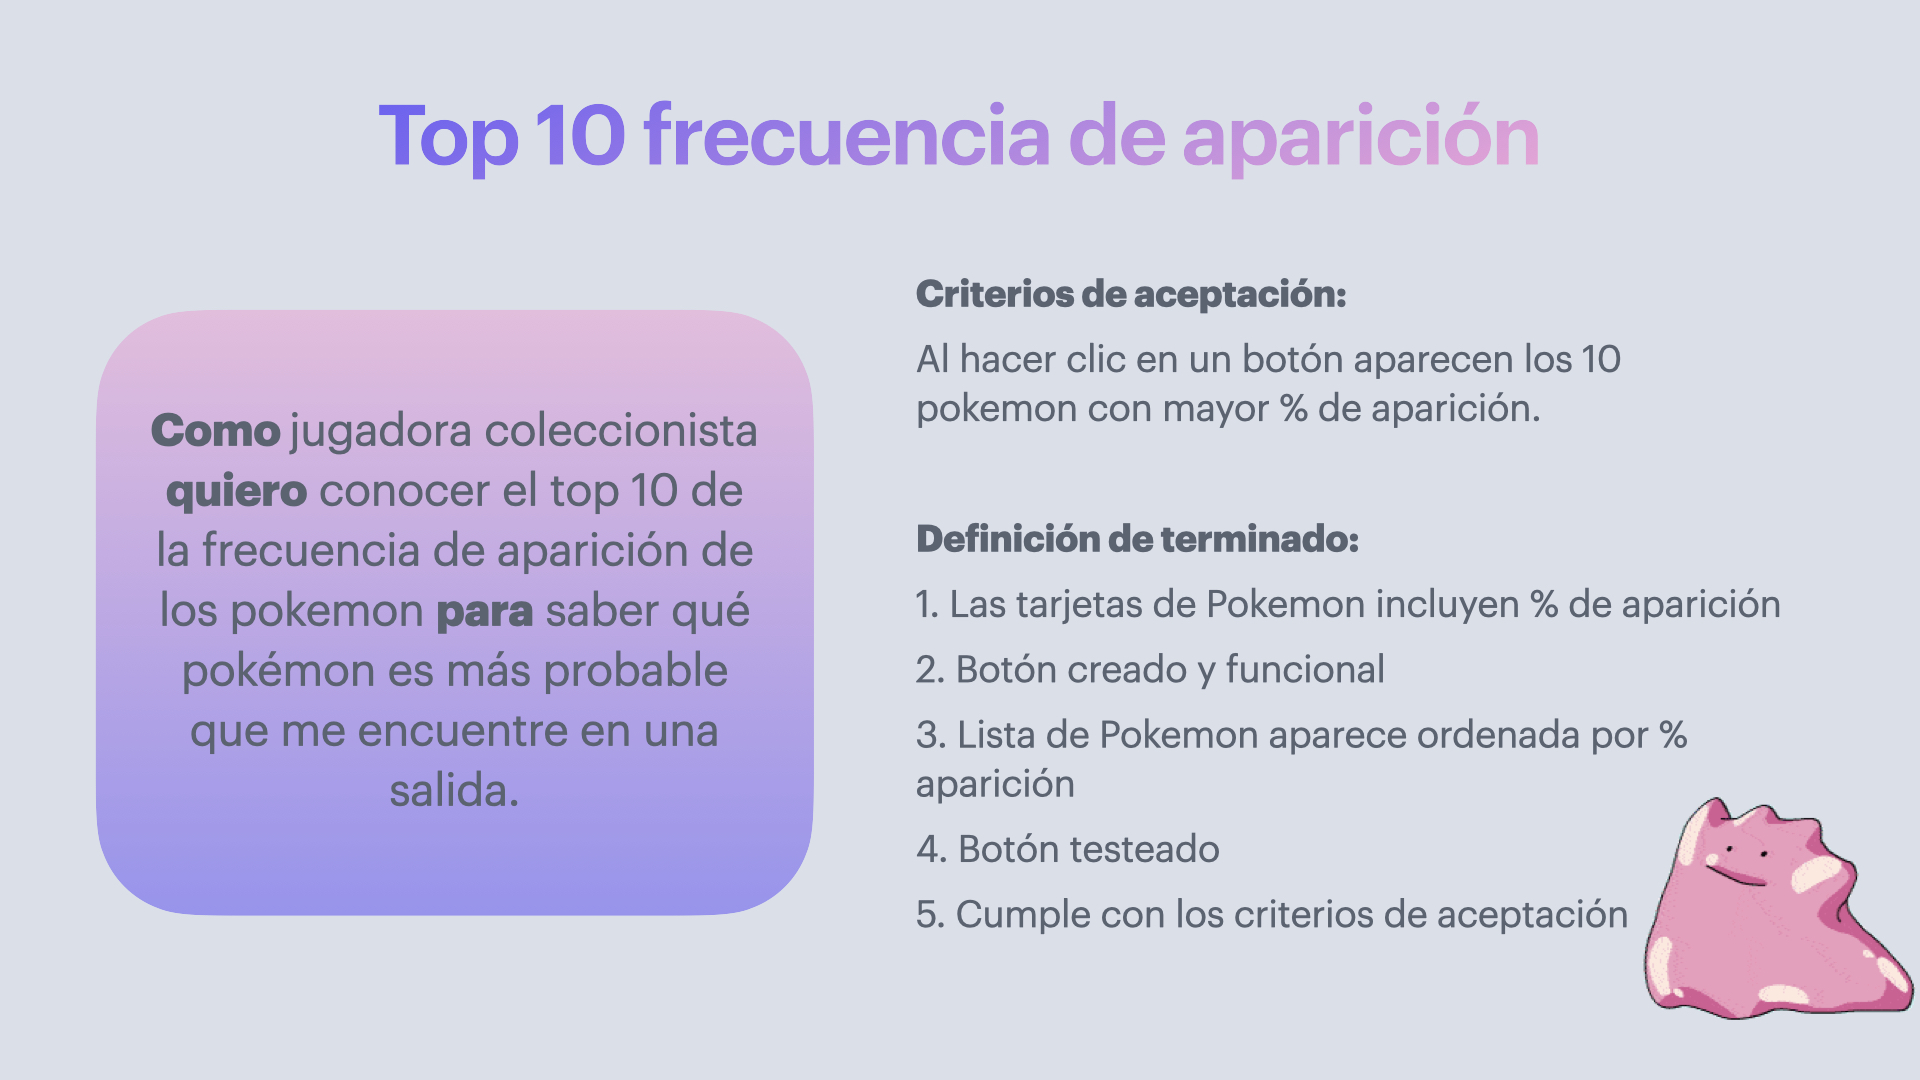 Top 10 frecuencia de aparición
Como jugadora coleccionista
quiero conocer el top 10 de
la frecuencia de aparición de
los pokemon para saber qué
pokémon es más probable
que me encuentre en una
salida.
Criterios de aceptación:
Al hacer clic en un botón aparecen los 10
pokemon con mayor % de aparición.
Definición de terminado:
1. Las tarjetas de Pokemon incluyen % de aparición
2. Botón creado y funcional
3. Lista de Pokemon aparece ordenada por %
aparición
4. Botón testeado
5. Cumple con los criterios de aceptación